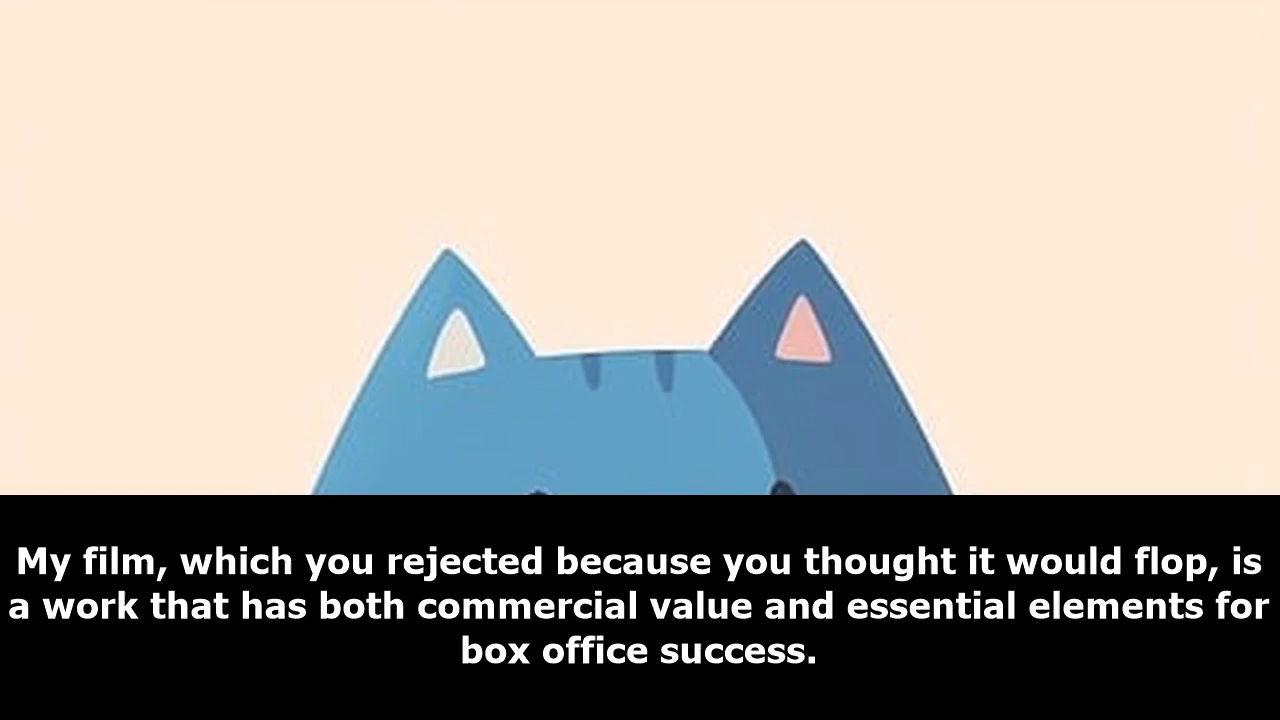 My film, which you rejected because you thought it would flop, is
a work that has both commercial value and essential elements for
box office success.